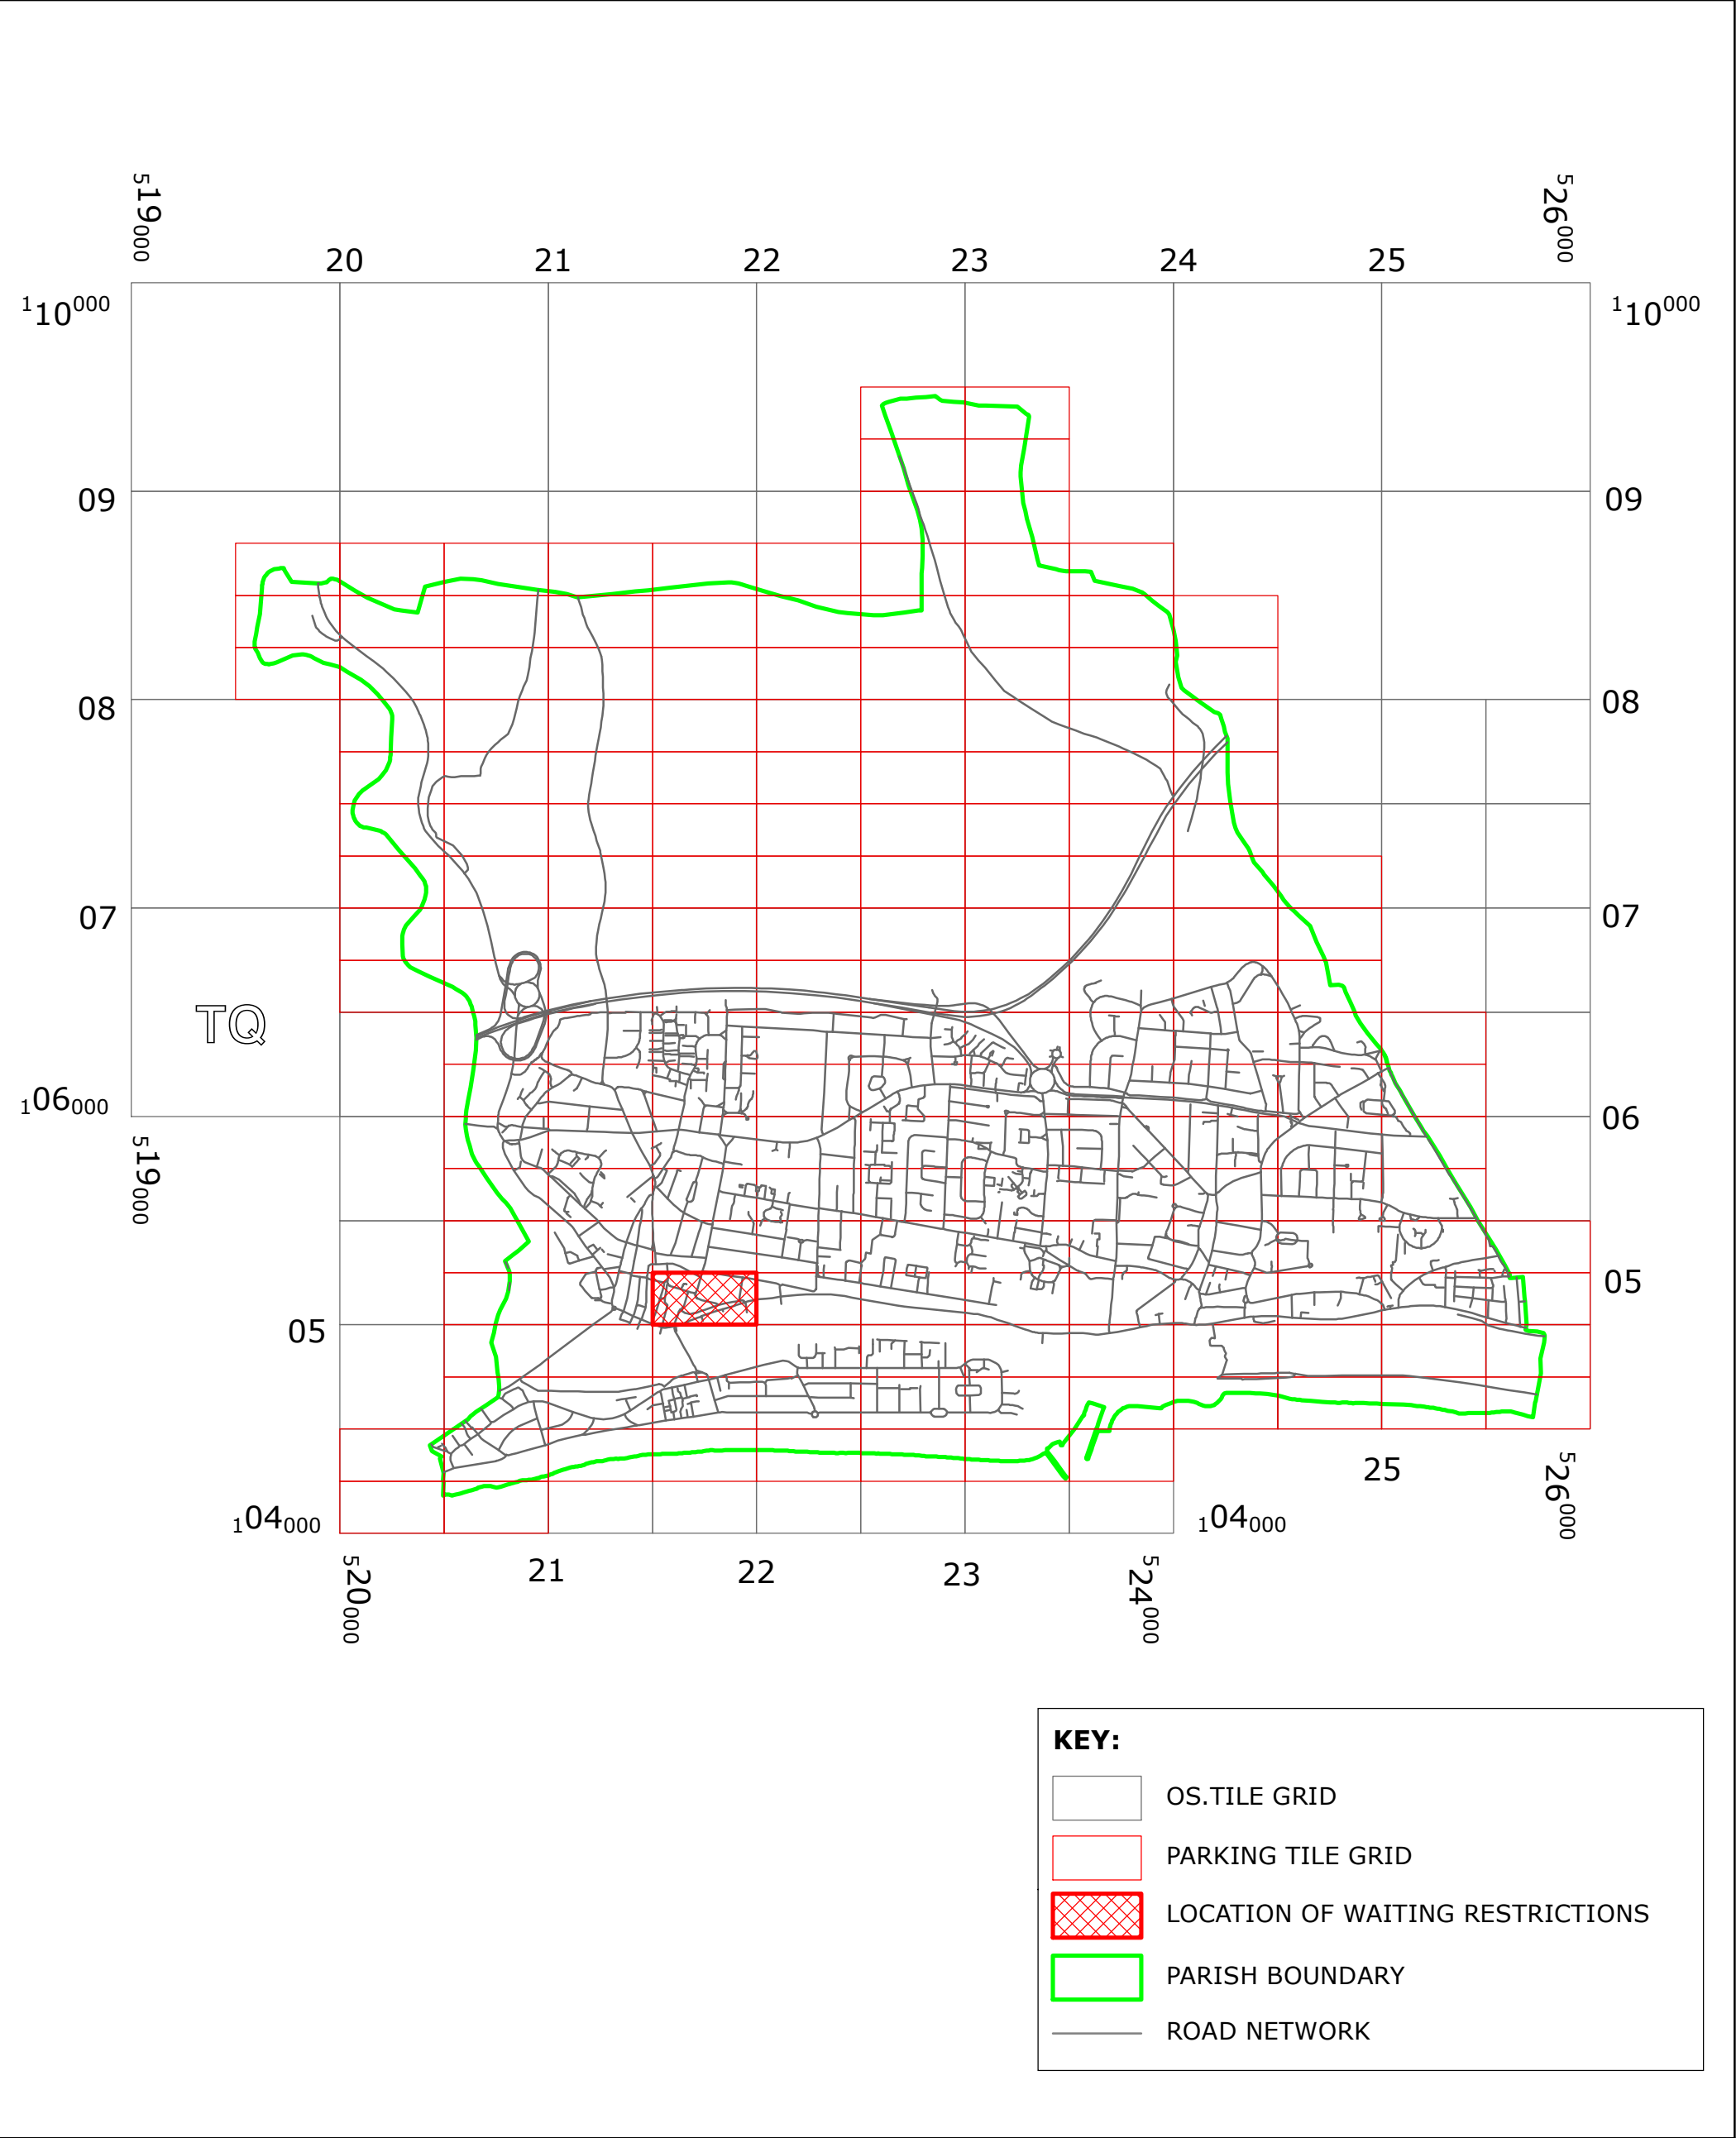 519000
526000
20 21 22 23 24 25
110000 110000
09 09
08 08
07 07
TQ
106000 06
519000
05
05
25
526000
104000 104000
21 22 23
520000
524000
KEY:
OS.TILE GRID
PARKING TILE GRID
LOCATION OF WAITING RESTRICTIONS
PARISH BOUNDARY
ROAD NETWORK